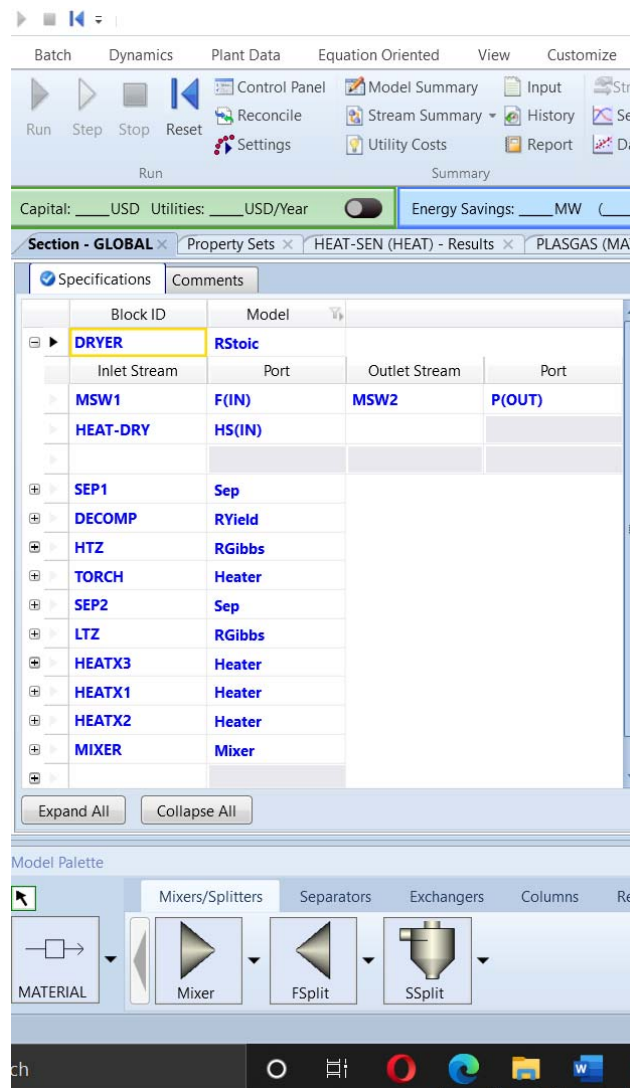 Batch Dynamics Plant Data Equation Oriented View Customize
Control Panel Model Summary Input
Reconcile Stream Summary History
Run Step Stop Reset Settings Utility Costs Report
Run Summary
Capital: ____USD Utilities: ____USD/Year Energy Savings: ____MW (____
Section - GLOBAL Property Sets HEAT-SEN (HEAT) - Results PLASGAS (MA
Specifications Comments
Block ID Model
DRYER RStoic
Inlet Stream Port Outlet Stream Port
MSW1 F(IN) MSW2 P(OUT)
HEAT-DRY HS(IN)
SEP1 Sep
DECOMP RYield
HTZ RGibbs
TORCH Heater
SEP2 Sep
LTZ RGibbs
HEATX3 Heater
HEATX1 Heater
HEATX2 Heater
MIXER Mixer
Expand All Collapse All
Model Palette
Mixers/Splitters Separators Exchangers Columns Re
MATERIAL Mixer FSplit SSplit
ch
W